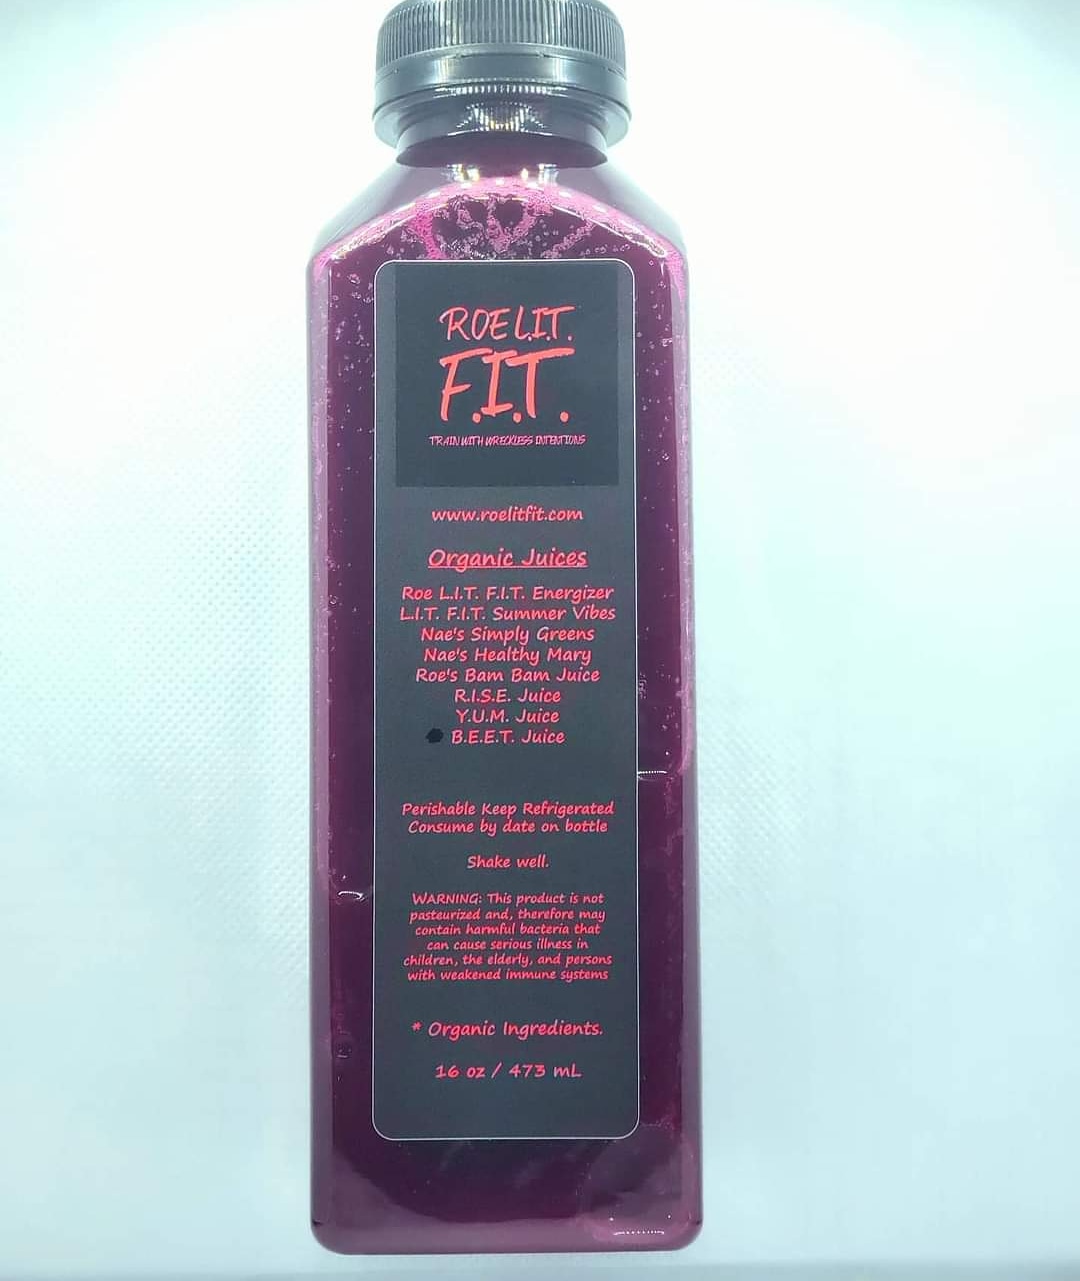 ROE L.I.T.
F.I.T.
TRAIN WITH WRECKLESS INTENTIONS
www.roelitfit.com
Organic Juices
Roe L.I.T. F.I.T. Energizer
L.I.T. F.I.T. Summer Vibes
Nae's Simply Greens
Nae's Healthy Mary
Roe's Bam Bam Juice
R.I.S.E. Juice
Y.U.M. Juice
B.E.E.T. Juice
Perishable Keep Refrigerated
Consume by date on bottle
Shake well.
WARNING: This product is not
pasteurized and, therefore may
contain harmful bacteria that
can cause serious illness in
children, the elderly, and persons
with weakened immune systems
* Organic Ingredients.
16 oz / 473 mL